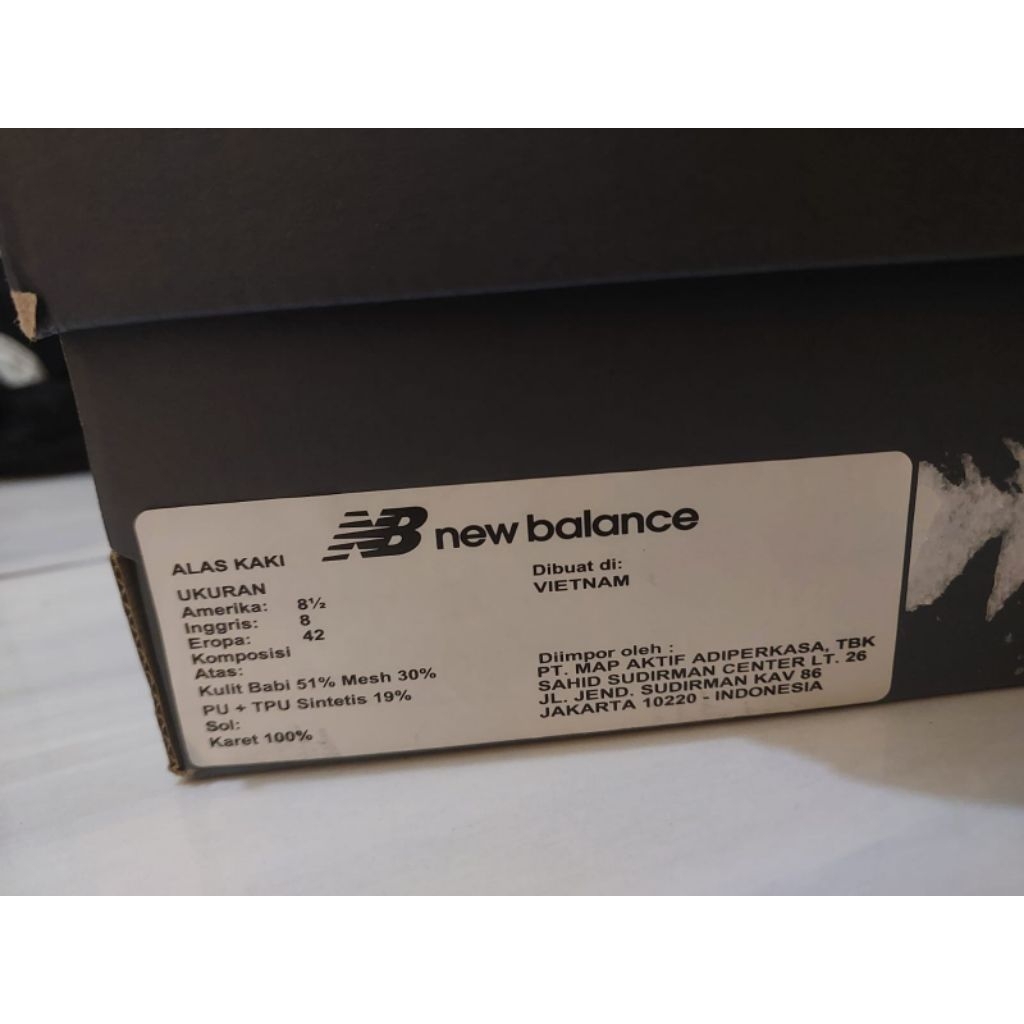 NB new balance
ALAS KAKI
UKURAN
Amerika: 8½
Inggris: 8
Eropa: 42
Komposisi
Atas:
Kulit Babi 51% Mesh 30%
PU + TPU Sintetis 19%
Sol:
Karet 100%
Dibuat di:
VIETNAM
Diimpor oleh :
PT. MAP AKTIF ADIPERKASA, TBK
SAHID SUDIRMAN CENTER LT. 26
JL. JEND. SUDIRMAN KAV 86
JAKARTA 10220 - INDONESIA